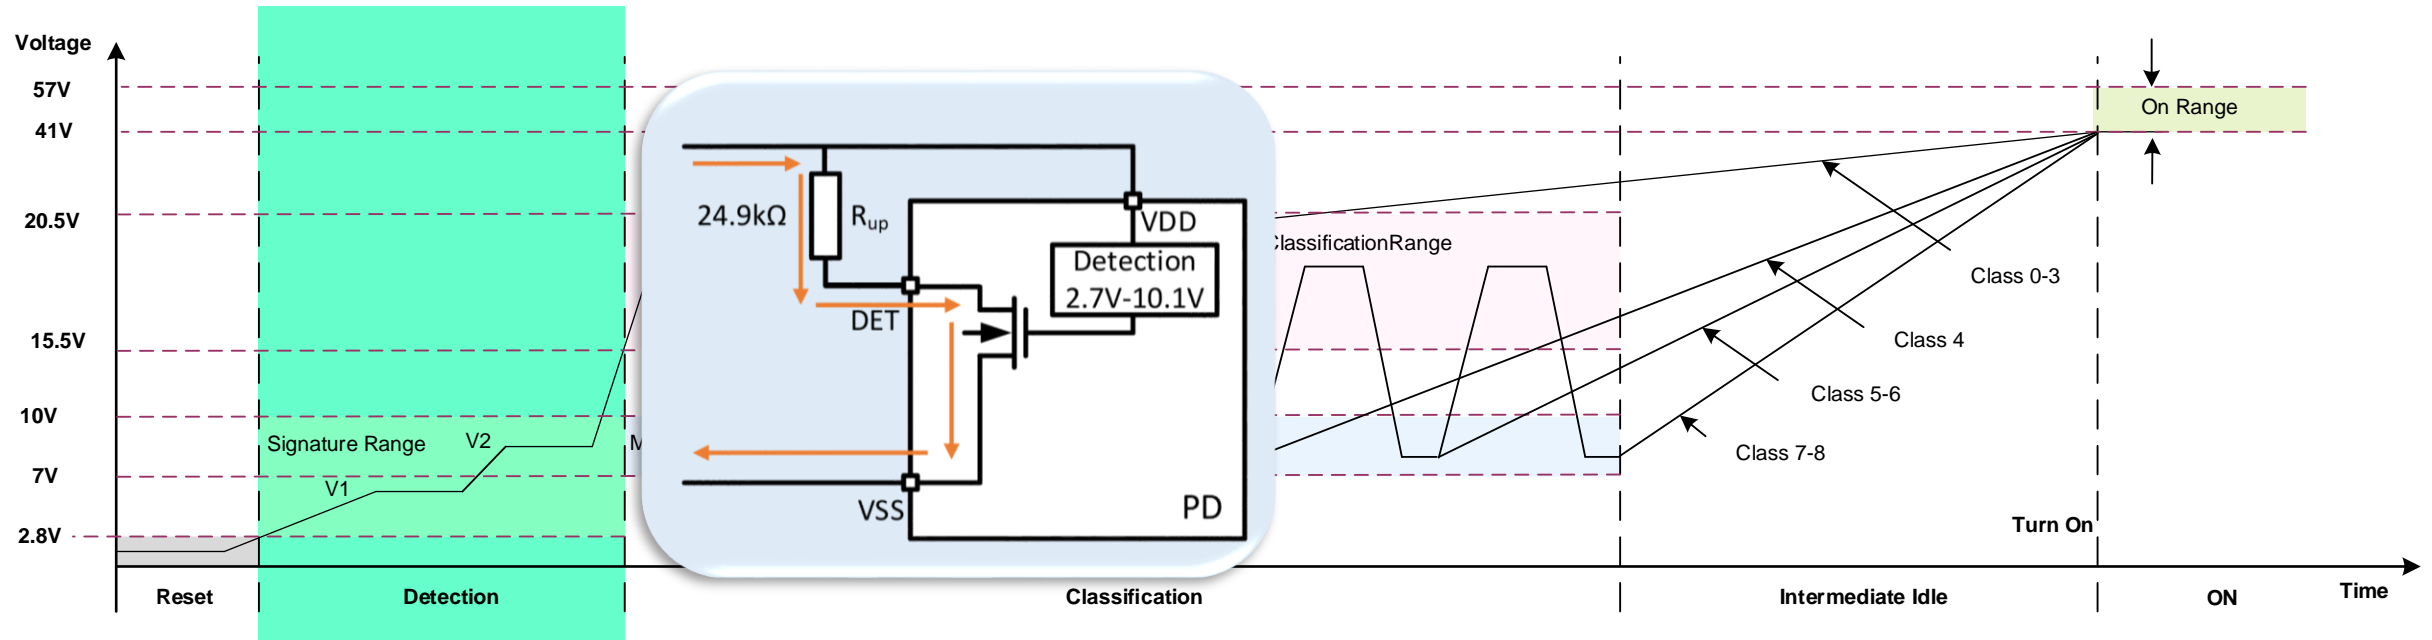 Voltage
57V
41V
20.5V
15.5V
10V
7V
2.8V
Signature Range
V1
V2
M
24.9kΩ
Rup
DET
VSS
VDD
Detection
2.7V-10.1V
PD
ClassificationRange
On Range
Class 0-3
Class 4
Class 5-6
Class 7-8
Turn On
Reset
Detection
Classification
Intermediate Idle
ON
Time